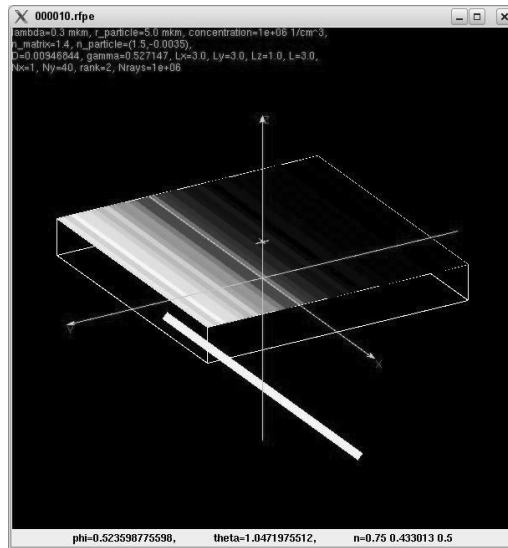 000010.rfpe
lambda=0.3 mkm, r_particle=5.0 mkm, concentration=1e+06 1/cm^3,
n_matrix=1.4, n_particle=(1.5,-0.0035),
D=0.00946844, gamma=0.527147, Lx=3.0, Ly=3.0, Lz=1.0, L=3.0,
Nx=1, Ny=40, rank=2, Nrays=1e+06
Z
Y
X
phi=0.523598775598, theta=1.0471975512, n=0.75 0.433013 0.5